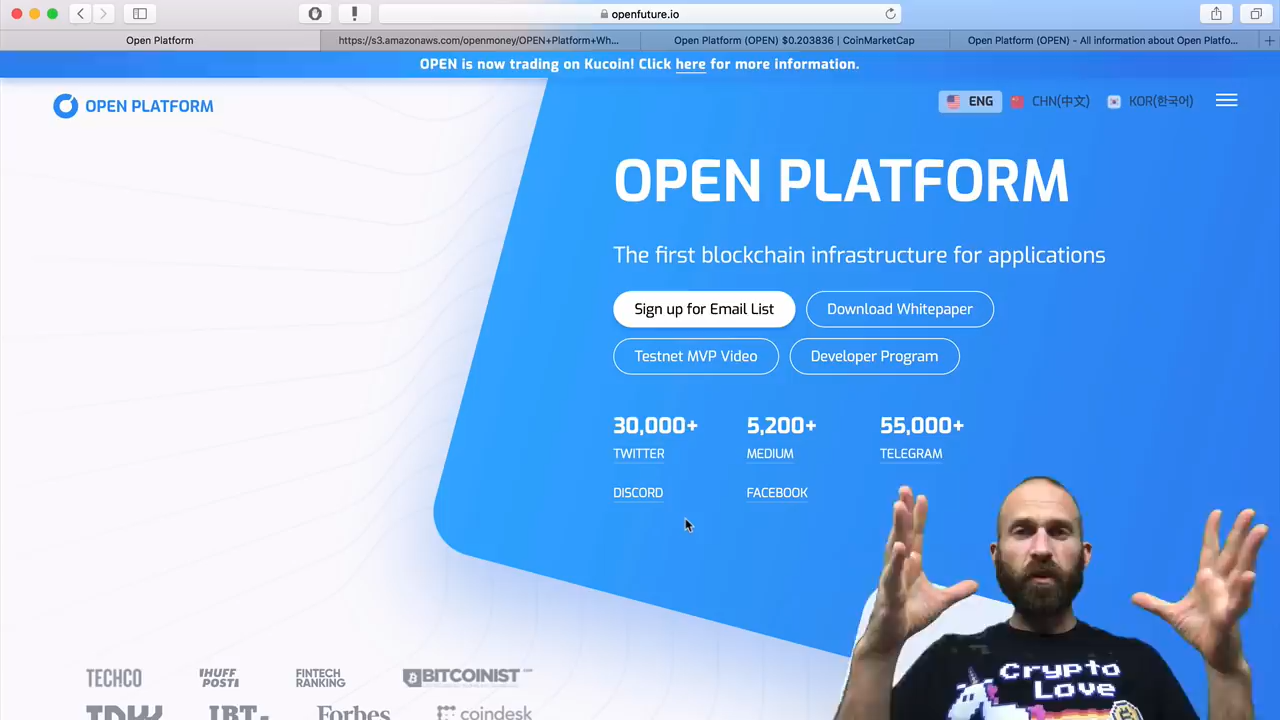 openfuture.io
Open Platform
https://s3.amazonaws.com/openmoney/OPEN+Platform+Wh...
Open Platform (OPEN) $0.203836 | CoinMarketCap
Open Platform (OPEN) - All information about Open Platfo...
OPEN is now trading on Kucoin! Click here for more information.
OPEN PLATFORM
ENG
CHN(中文)
KOR(한국어)
OPEN PLATFORM
The first blockchain infrastructure for applications
Sign up for Email List
Download Whitepaper
Testnet MVP Video
Developer Program
30,000+
5,200+
55,000+
TWITTER
MEDIUM
TELEGRAM
DISCORD
FACEBOOK
TECHCO
HUFF
POST
FINTECH
RANKING
BITCOINIST
IBT
Forbes
coindesk
Crypto
Love